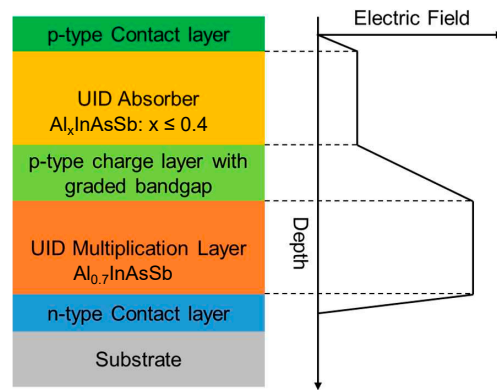 p-type Contact layer
Electric Field
UID Absorber
AlₓInAsSb: x ≤ 0.4
p-type charge layer with
graded bandgap
UID Multiplication Layer
Al₀.₇InAsSb
Depth
n-type Contact layer
Substrate